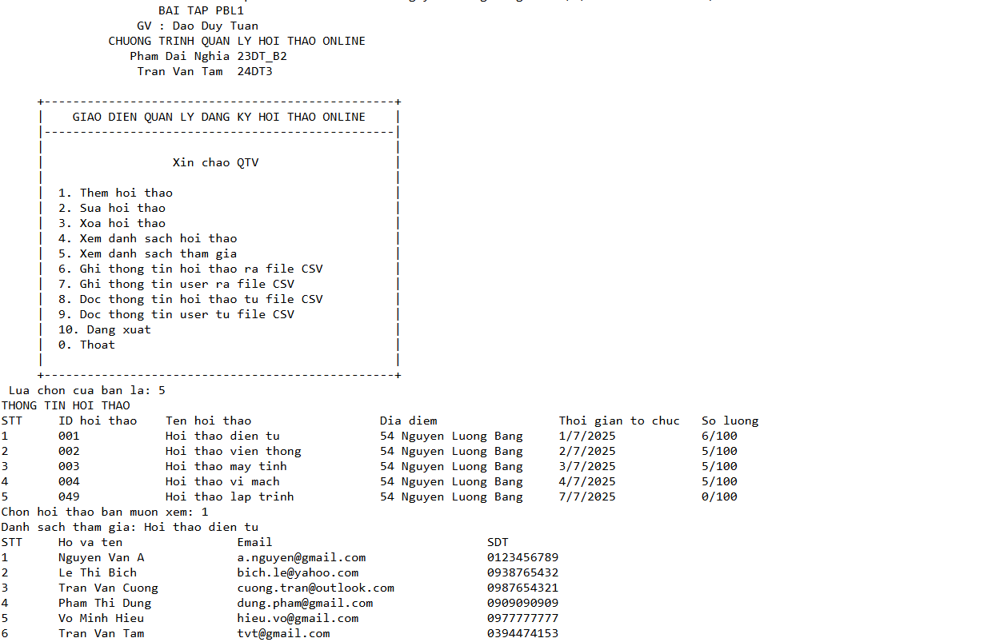 BAI TAP PBL1
GV : Dao Duy Tuan
CHUONG TRINH QUAN LY HOI THAO ONLINE
Pham Dai Nghia 23DT_B2
Tran Van Tam  24DT3
+-------------------------------------------------+
|    GIAO DIEN QUAN LY DANG KY HOI THAO ONLINE    |
|-------------------------------------------------|
|                                                 |
|                  Xin chao QTV                   |
|                                                 |
|  1. Them hoi thao                               |
|  2. Sua hoi thao                                |
|  3. Xoa hoi thao                                |
|  4. Xem danh sach hoi thao                      |
|  5. Xem danh sach tham gia                      |
|  6. Ghi thong tin hoi thao ra file CSV          |
|  7. Ghi thong tin user ra file CSV              |
|  8. Doc thong tin hoi thao tu file CSV          |
|  9. Doc thong tin user tu file CSV              |
|  10. Dang xuat                                  |
|  0. Thoat                                       |
|                                                 |
+-------------------------------------------------+
Lua chon cua ban la: 5
THONG TIN HOI THAO
STT     ID hoi thao    Ten hoi thao                  Dia diem                 Thoi gian to chuc   So luong
1       001            Hoi thao dien tu              54 Nguyen Luong Bang     1/7/2025            6/100
2       002            Hoi thao vien thong           54 Nguyen Luong Bang     2/7/2025            5/100
3       003            Hoi thao may tinh             54 Nguyen Luong Bang     3/7/2025            5/100
4       004            Hoi thao vi mach              54 Nguyen Luong Bang     4/7/2025            5/100
5       049            Hoi thao lap trinh            54 Nguyen Luong Bang     7/7/2025            0/100
Chon hoi thao ban muon xem: 1
Danh sach tham gia: Hoi thao dien tu
STT     Ho va ten                Email                              SDT
1       Nguyen Van A             a.nguyen@gmail.com                 0123456789
2       Le Thi Bich              bich.le@yahoo.com                  0938765432
3       Tran Van Cuong           cuong.tran@outlook.com             0987654321
4       Pham Thi Dung            dung.pham@gmail.com                0909090909
5       Vo Minh Hieu             hieu.vo@gmail.com                  0977777777
6       Tran Van Tam             tvt@gmail.com                      0394474153